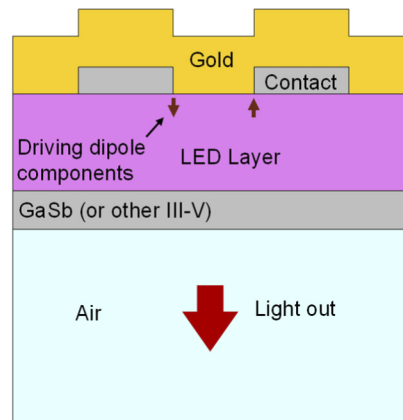 Gold
Contact
Driving dipole
components
LED Layer
GaSb (or other III-V)
Air
Light out